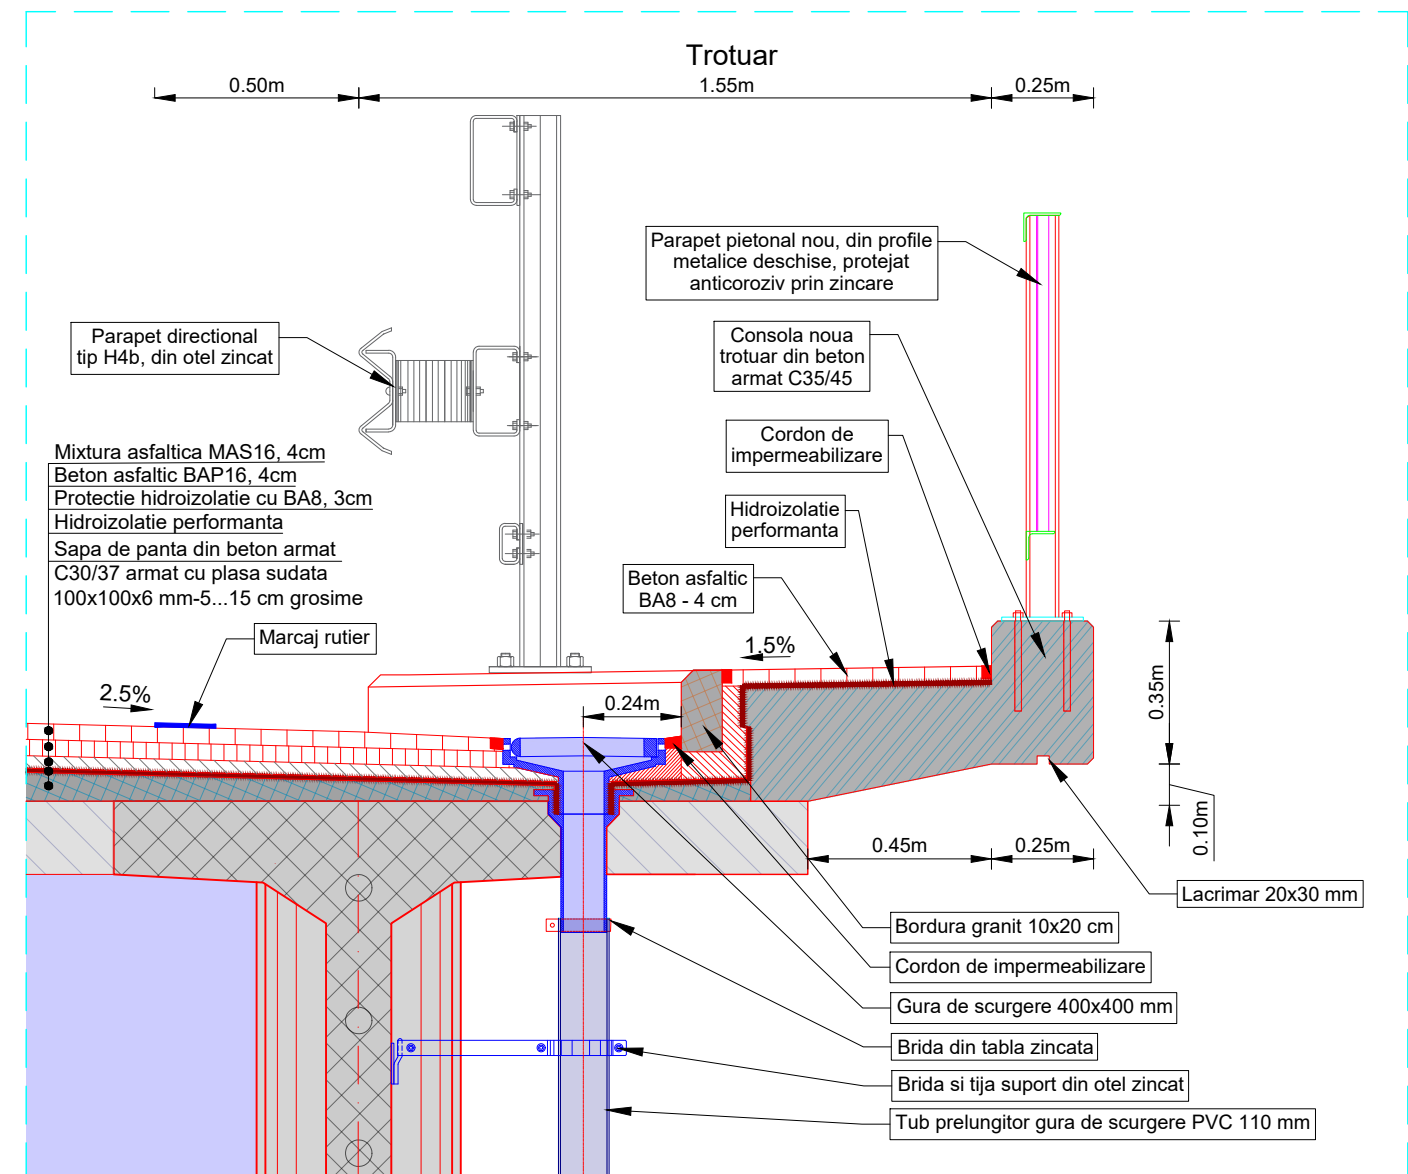 Trotuar
0.50m
1.55m
0.25m
Parapet pietonal nou, din profile
metalice deschise, protejat
anticoroziv prin zincare
Parapet directional
tip H4b, din otel zincat
Consola noua
trotuar din beton
armat C35/45
Cordon de
impermeabilizare
Mixtura asfaltica MAS16, 4cm
Beton asfaltic BAP16, 4cm
Protectie hidroizolatie cu BA8, 3cm
Hidroizolatie performanta
Sapa de panta din beton armat
C30/37 armat cu plasa sudata
100x100x6 mm-5...15 cm grosime
Hidroizolatie
performanta
Beton asfaltic
BA8 - 4 cm
Marcaj rutier
1.5%
2.5%
0.24m
0.35m
0.10m
0.45m
0.25m
Lacrimar 20x30 mm
Bordura granit 10x20 cm
Cordon de impermeabilizare
Gura de scurgere 400x400 mm
Brida din tabla zincata
Brida si tija suport din otel zincat
Tub prelungitor gura de scurgere PVC 110 mm